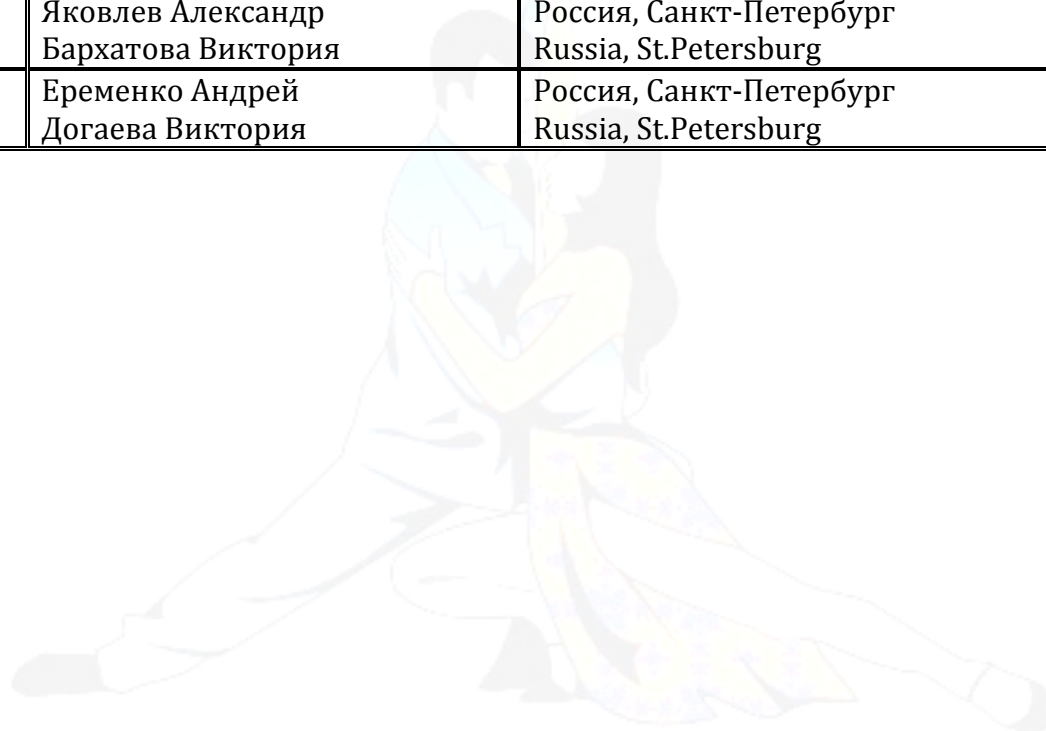 Яковлев Александр
Бархатова Виктория
Россия, Санкт-Петербург
Russia, St.Petersburg
Еременко Андрей
Догаева Виктория
Россия, Санкт-Петербург
Russia, St.Petersburg